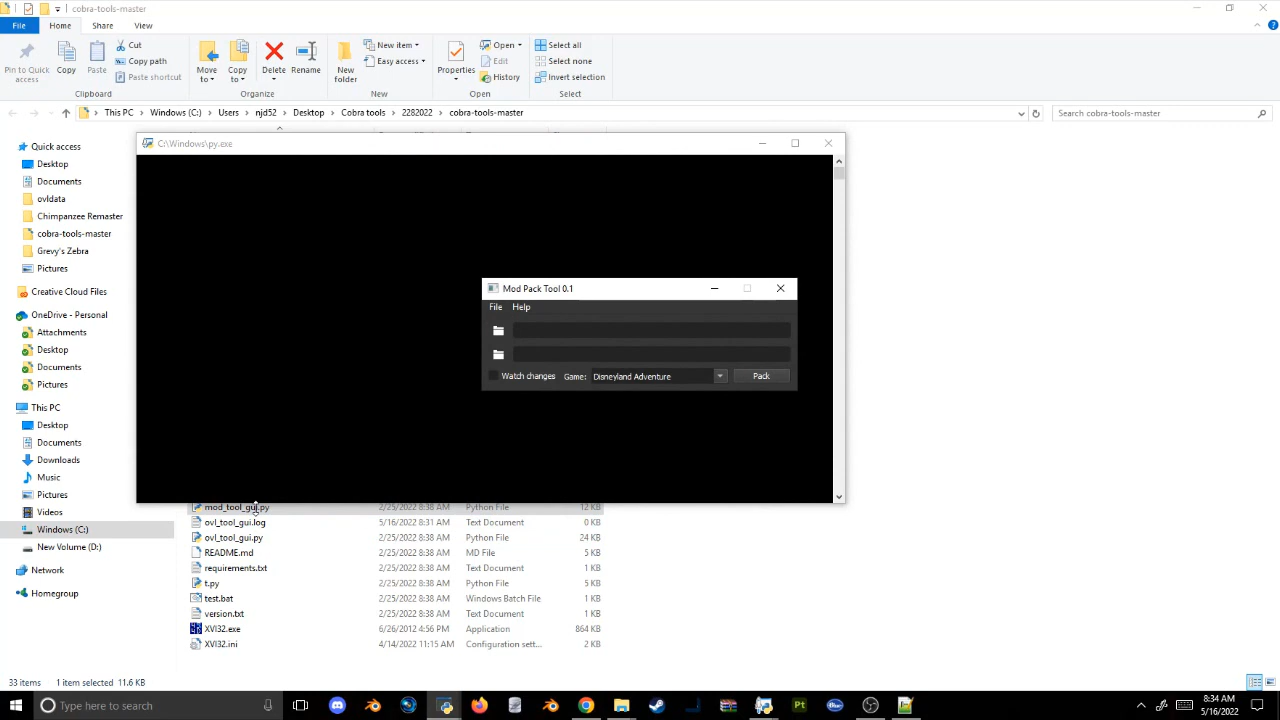 cobra-tools-master
File Home Share View
Pin to Quick access
Copy
Paste
Cut
Copy path
Paste shortcut
Clipboard
Move to
Copy to
Delete
Rename
Organize
New folder
New item
Easy access
New
Properties
Open
Edit
History
Open
Select all
Select none
Invert selection
Select
This PC > Windows (C:) > Users > njd52 > Desktop > Cobra tools > 2282022 > cobra-tools-master
Search cobra-tools-master
Quick access
Desktop
Documents
ovldata
Chimpanzee Remaster
cobra-tools-master
Grevy's Zebra
Pictures
Creative Cloud Files
OneDrive - Personal
Attachments
Desktop
Documents
Pictures
This PC
Desktop
Documents
Downloads
Music
Pictures
Videos
Windows (C:)
New Volume (D:)
Network
Homegroup
C:\Windows\py.exe
Mod Pack Tool 0.1
File Help
Watch changes Game: Disneyland Adventure Pack
mod_tool_gui.py 2/25/2022 8:38 AM Python File 12 KB
ovl_tool_gui.log 5/16/2022 8:31 AM Text Document 0 KB
ovl_tool_gui.py 2/25/2022 8:38 AM Python File 24 KB
README.md 2/25/2022 8:38 AM MD File 5 KB
requirements.txt 2/25/2022 8:38 AM Text Document 1 KB
t.py 2/25/2022 8:38 AM Python File 5 KB
test.bat 2/25/2022 8:38 AM Windows Batch File 1 KB
version.txt 2/25/2022 8:38 AM Text Document 1 KB
XVI32.exe 6/26/2012 4:56 PM Application 864 KB
XVI32.ini 4/14/2022 11:15 AM Configuration sett... 2 KB
33 items 1 item selected 11.6 KB
Type here to search
Pt
8:34 AM
5/16/2022